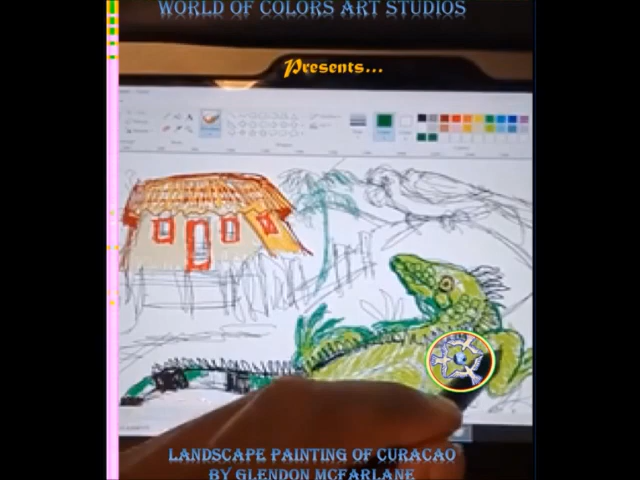 WORLD OF COLORS ART STUDIOS
Presents...
LANDSCAPE PAINTING OF CURACAO
BY GLENDON MCFARLANE